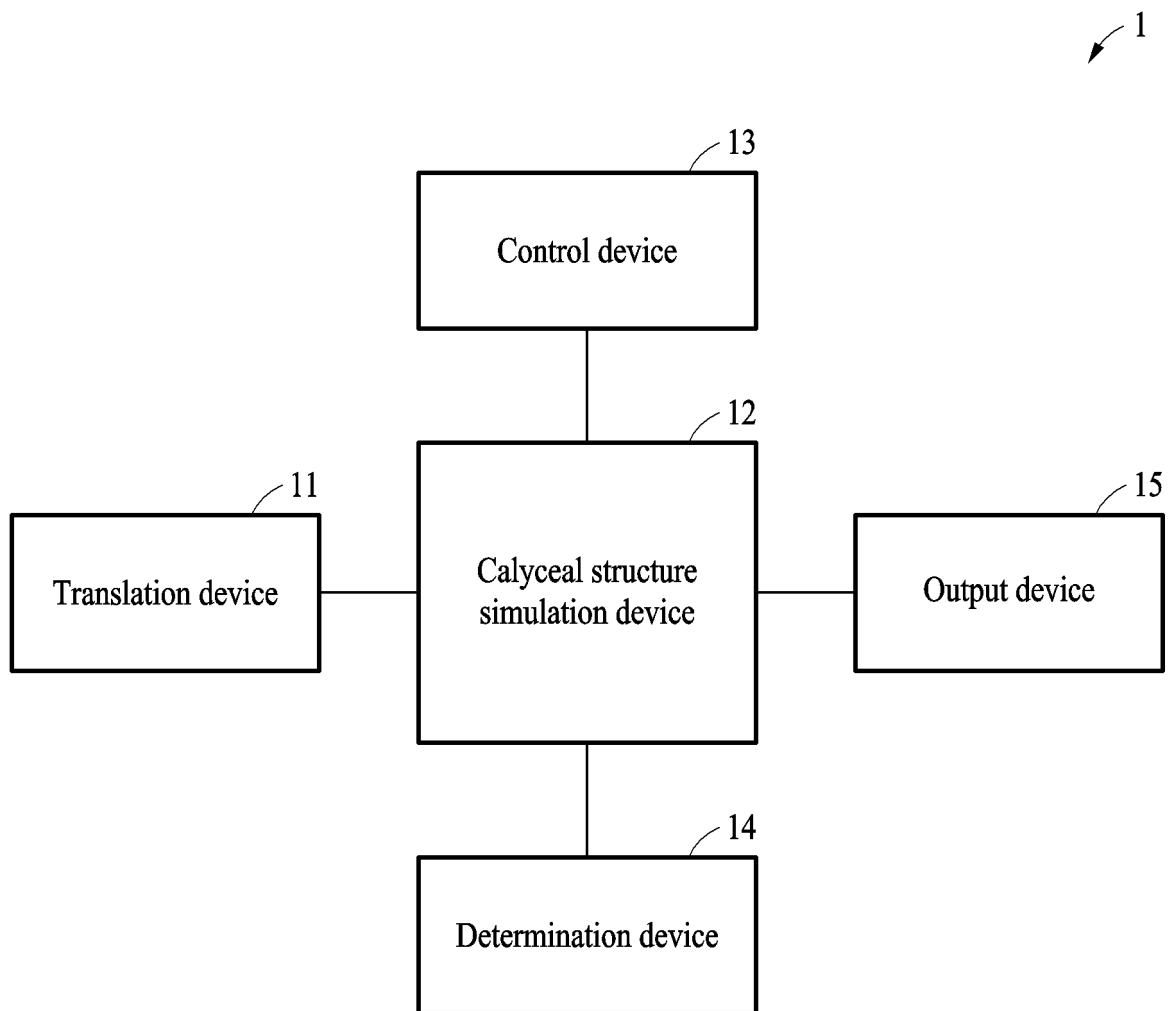 1
13
Control device
12
11
15
Translation device
Calyceal structure
simulation device
Output device
14
Determination device